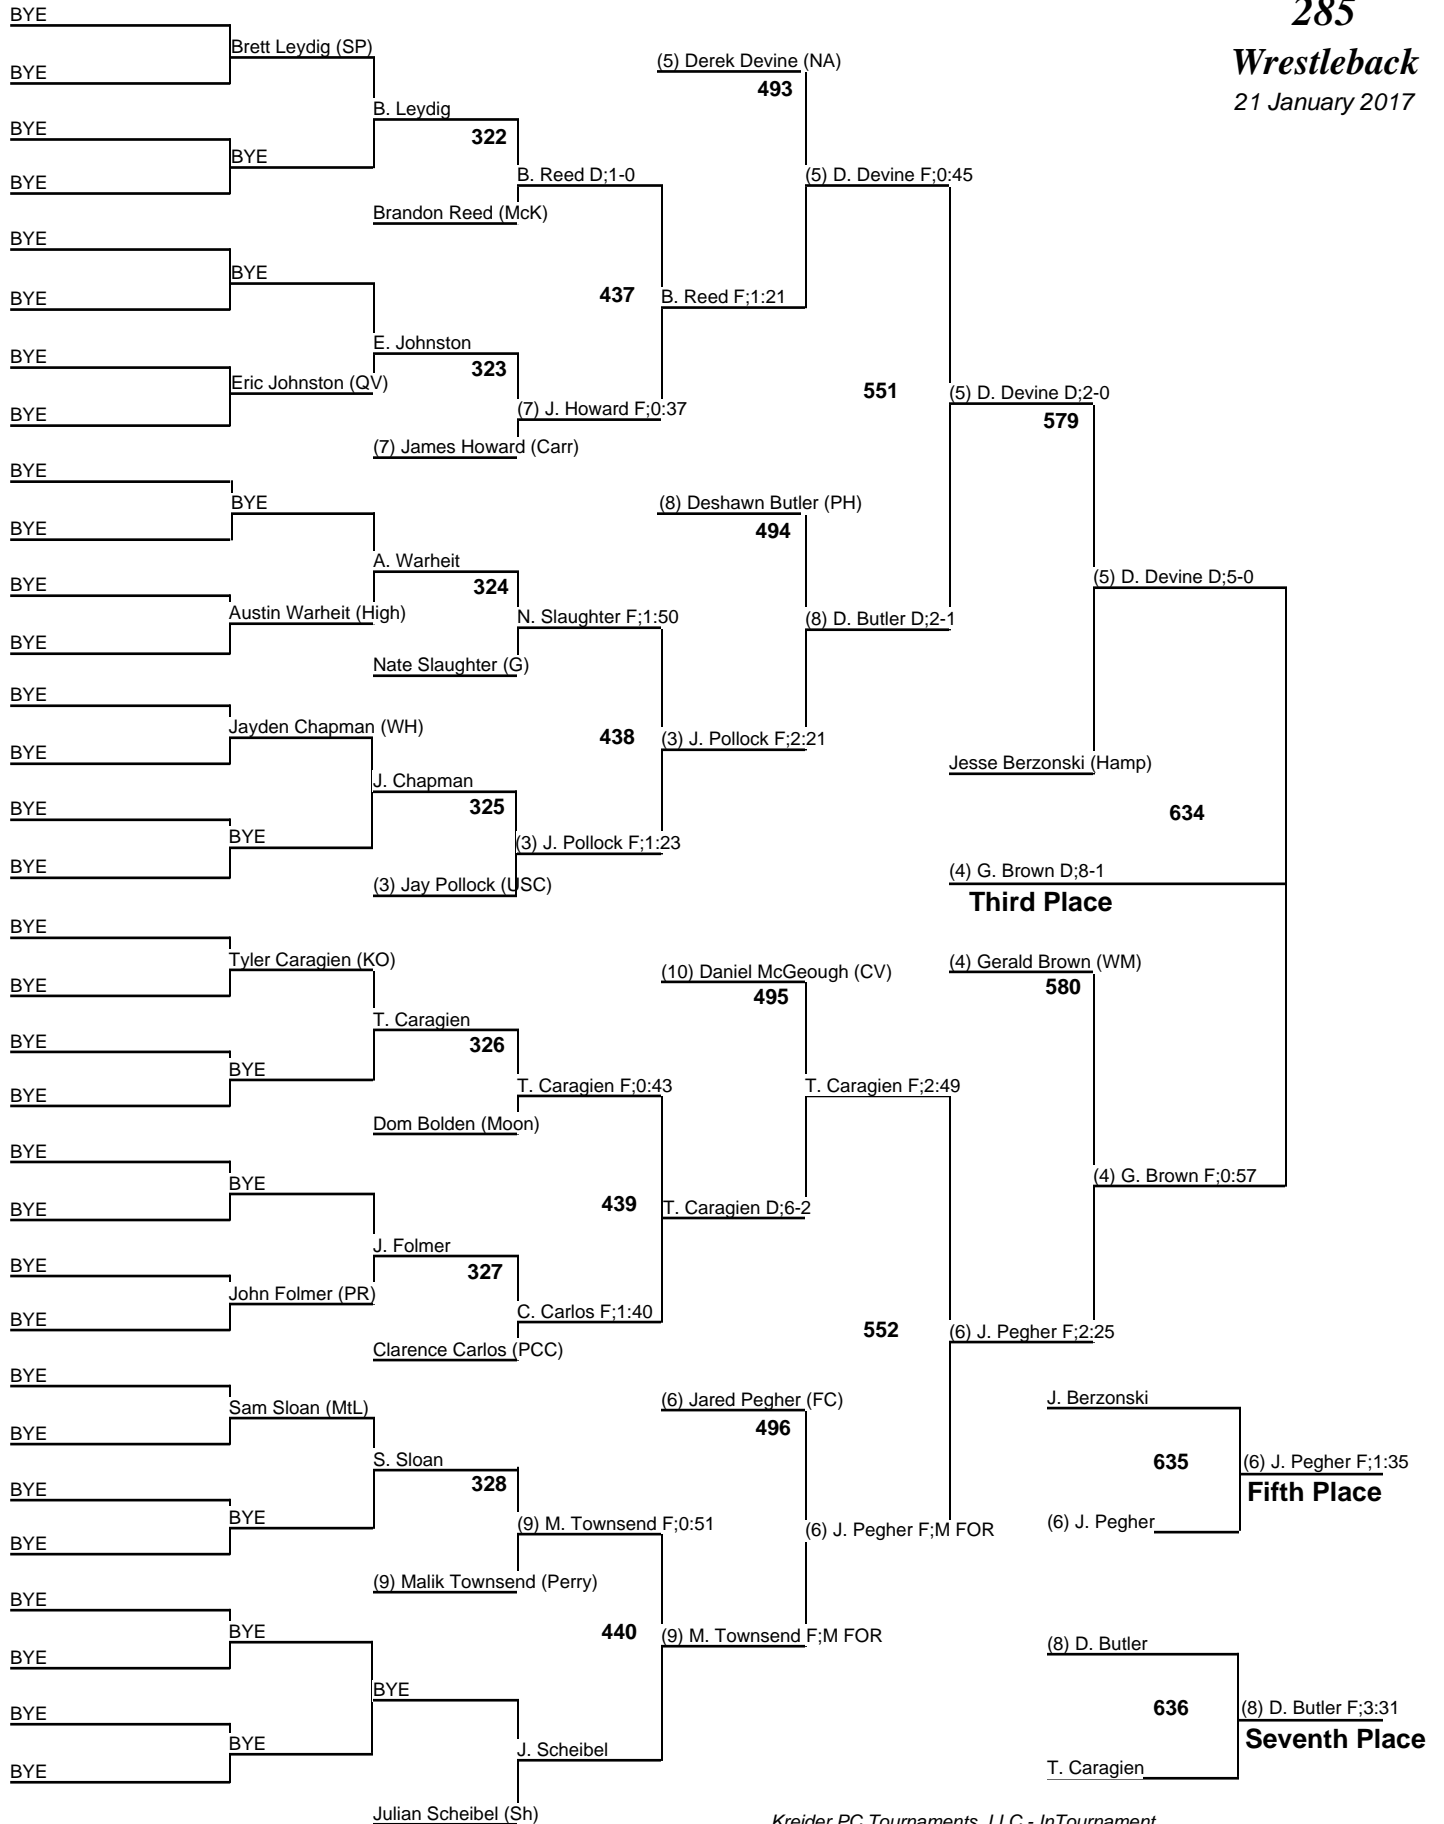 285
Wrestleback
21 January 2017
BYE
Brett Leydig (SP)
(5) Derek Devine (NA)
BYE
493
B. Leydig
BYE
322
BYE
B. Reed D;1-0
(5) D. Devine F;0:45
BYE
Brandon Reed (McK)
BYE
BYE
437
B. Reed F;1:21
BYE
E. Johnston
BYE
323
Eric Johnston (QV)
551
(5) D. Devine D;2-0
BYE
(7) J. Howard F;0:37
579
(7) James Howard (Carr)
BYE
BYE
(8) Deshawn Butler (PH)
BYE
494
A. Warheit
(5) D. Devine D;5-0
BYE
324
Austin Warheit (High)
N. Slaughter F;1:50
(8) D. Butler D;2-1
BYE
Nate Slaughter (G)
BYE
Jayden Chapman (WH)
438
(3) J. Pollock F;2:21
BYE
Jesse Berzonski (Hamp)
J. Chapman
BYE
325
634
BYE
(3) J. Pollock F;1:23
BYE
(3) Jay Pollock (USC)
(4) G. Brown D;8-1
Third Place
BYE
Tyler Caragien (KO)
(10) Daniel McGeough (CV)
(4) Gerald Brown (WM)
BYE
495
580
T. Caragien
BYE
326
BYE
T. Caragien F;0:43
T. Caragien F;2:49
BYE
Dom Bolden (Moon)
BYE
BYE
439
T. Caragien D;6-2
(4) G. Brown F;0:57
BYE
J. Folmer
BYE
327
John Folmer (PR)
C. Carlos F;1:40
BYE
552
(6) J. Pegher F;2:25
Clarence Carlos (PCC)
BYE
Sam Sloan (MtL)
(6) Jared Pegher (FC)
J. Berzonski
BYE
496
S. Sloan
635
(6) J. Pegher F;1:35
BYE
328
Fifth Place
BYE
(9) M. Townsend F;0:51
(6) J. Pegher F;M FOR
(6) J. Pegher
BYE
(9) Malik Townsend (Perry)
BYE
BYE
440
(9) M. Townsend F;M FOR
(8) D. Butler
BYE
BYE
636
(8) D. Butler F;3:31
BYE
BYE
J. Scheibel
Seventh Place
BYE
T. Caragien
Julian Scheibel (Sh)
Kreider PC Tournaments, LLC - InTournament